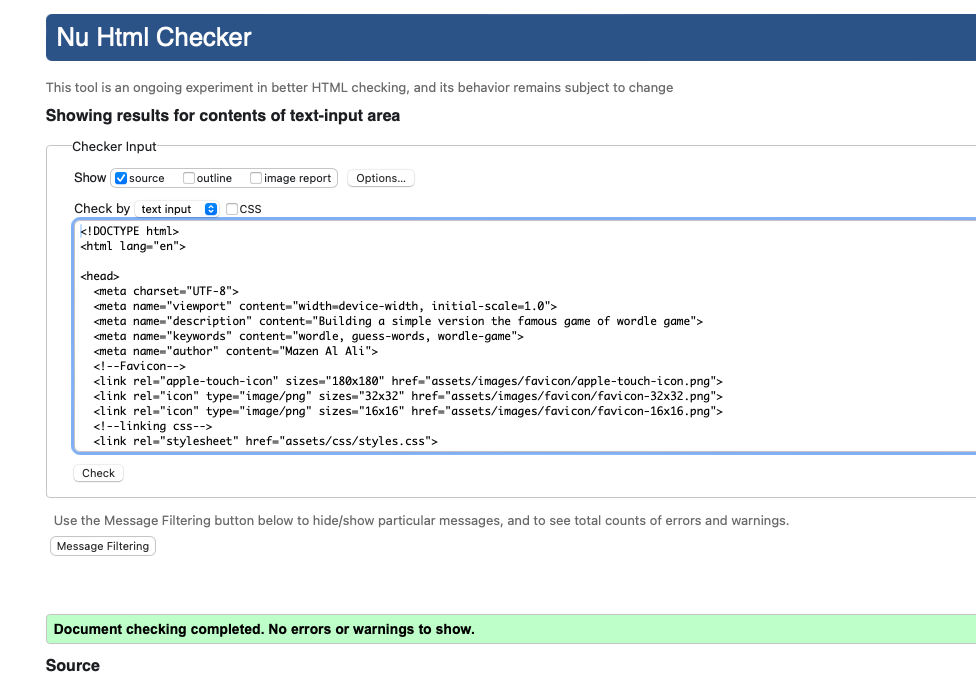 Nu Html Checker
This tool is an ongoing experiment in better HTML checking, and its behavior remains subject to change
Showing results for contents of text-input area
Checker Input
Show source outline image report Options...
Check by text input CSS
<!DOCTYPE html>
<html lang="en">
<head>
<meta charset="UTF-8">
<meta name="viewport" content="width=device-width, initial-scale=1.0">
<meta name="description" content="Building a simple version the famous game of wordle game">
<meta name="keywords" content="wordle, guess-words, wordle-game">
<meta name="author" content="Mazen Al Ali">
<!--Favicon-->
<link rel="apple-touch-icon" sizes="180x180" href="assets/images/favicon/apple-touch-icon.png">
<link rel="icon" type="image/png" sizes="32x32" href="assets/images/favicon/favicon-32x32.png">
<link rel="icon" type="image/png" sizes="16x16" href="assets/images/favicon/favicon-16x16.png">
<!--linking css-->
<link rel="stylesheet" href="assets/css/styles.css">
Check
Use the Message Filtering button below to hide/show particular messages, and to see total counts of errors and warnings.
Message Filtering
Document checking completed. No errors or warnings to show.
Source